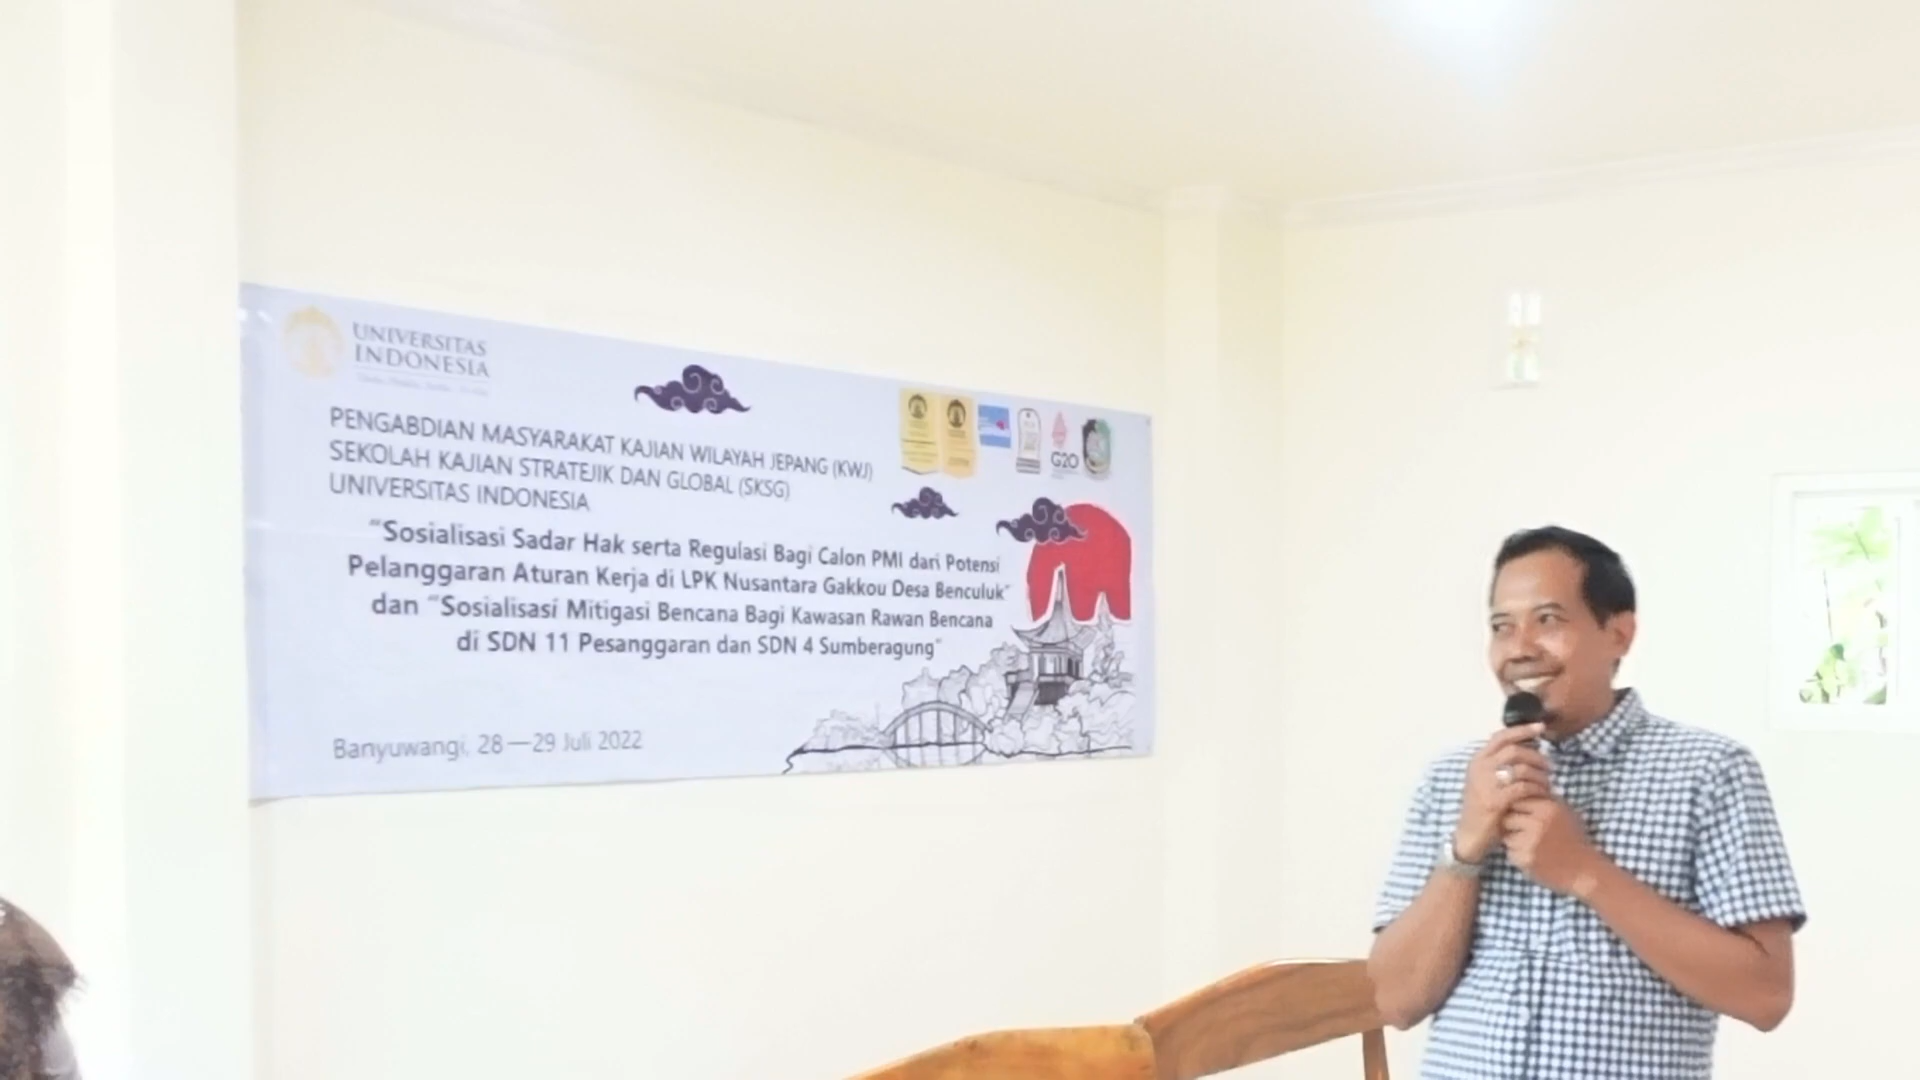 UNIVERSITAS
INDONESIA
PENGABDIAN MASYARAKAT KAJIAN WILAYAH JEPANG (KWJ)
SEKOLAH KAJIAN STRATEJIK DAN GLOBAL (SKSG)
UNIVERSITAS INDONESIA
"Sosialisasi Sadar Hak serta Regulasi Bagi Calon PMI dari Potensi
Pelanggaran Aturan Kerja di LPK Nusantara Gakkou Desa Benculuk"
dan "Sosialisasi Mitigasi Bencana Bagi Kawasan Rawan Bencana
di SDN 11 Pesanggaran dan SDN 4 Sumberagung"
Banyuwangi, 28—29 Juli 2022
G20